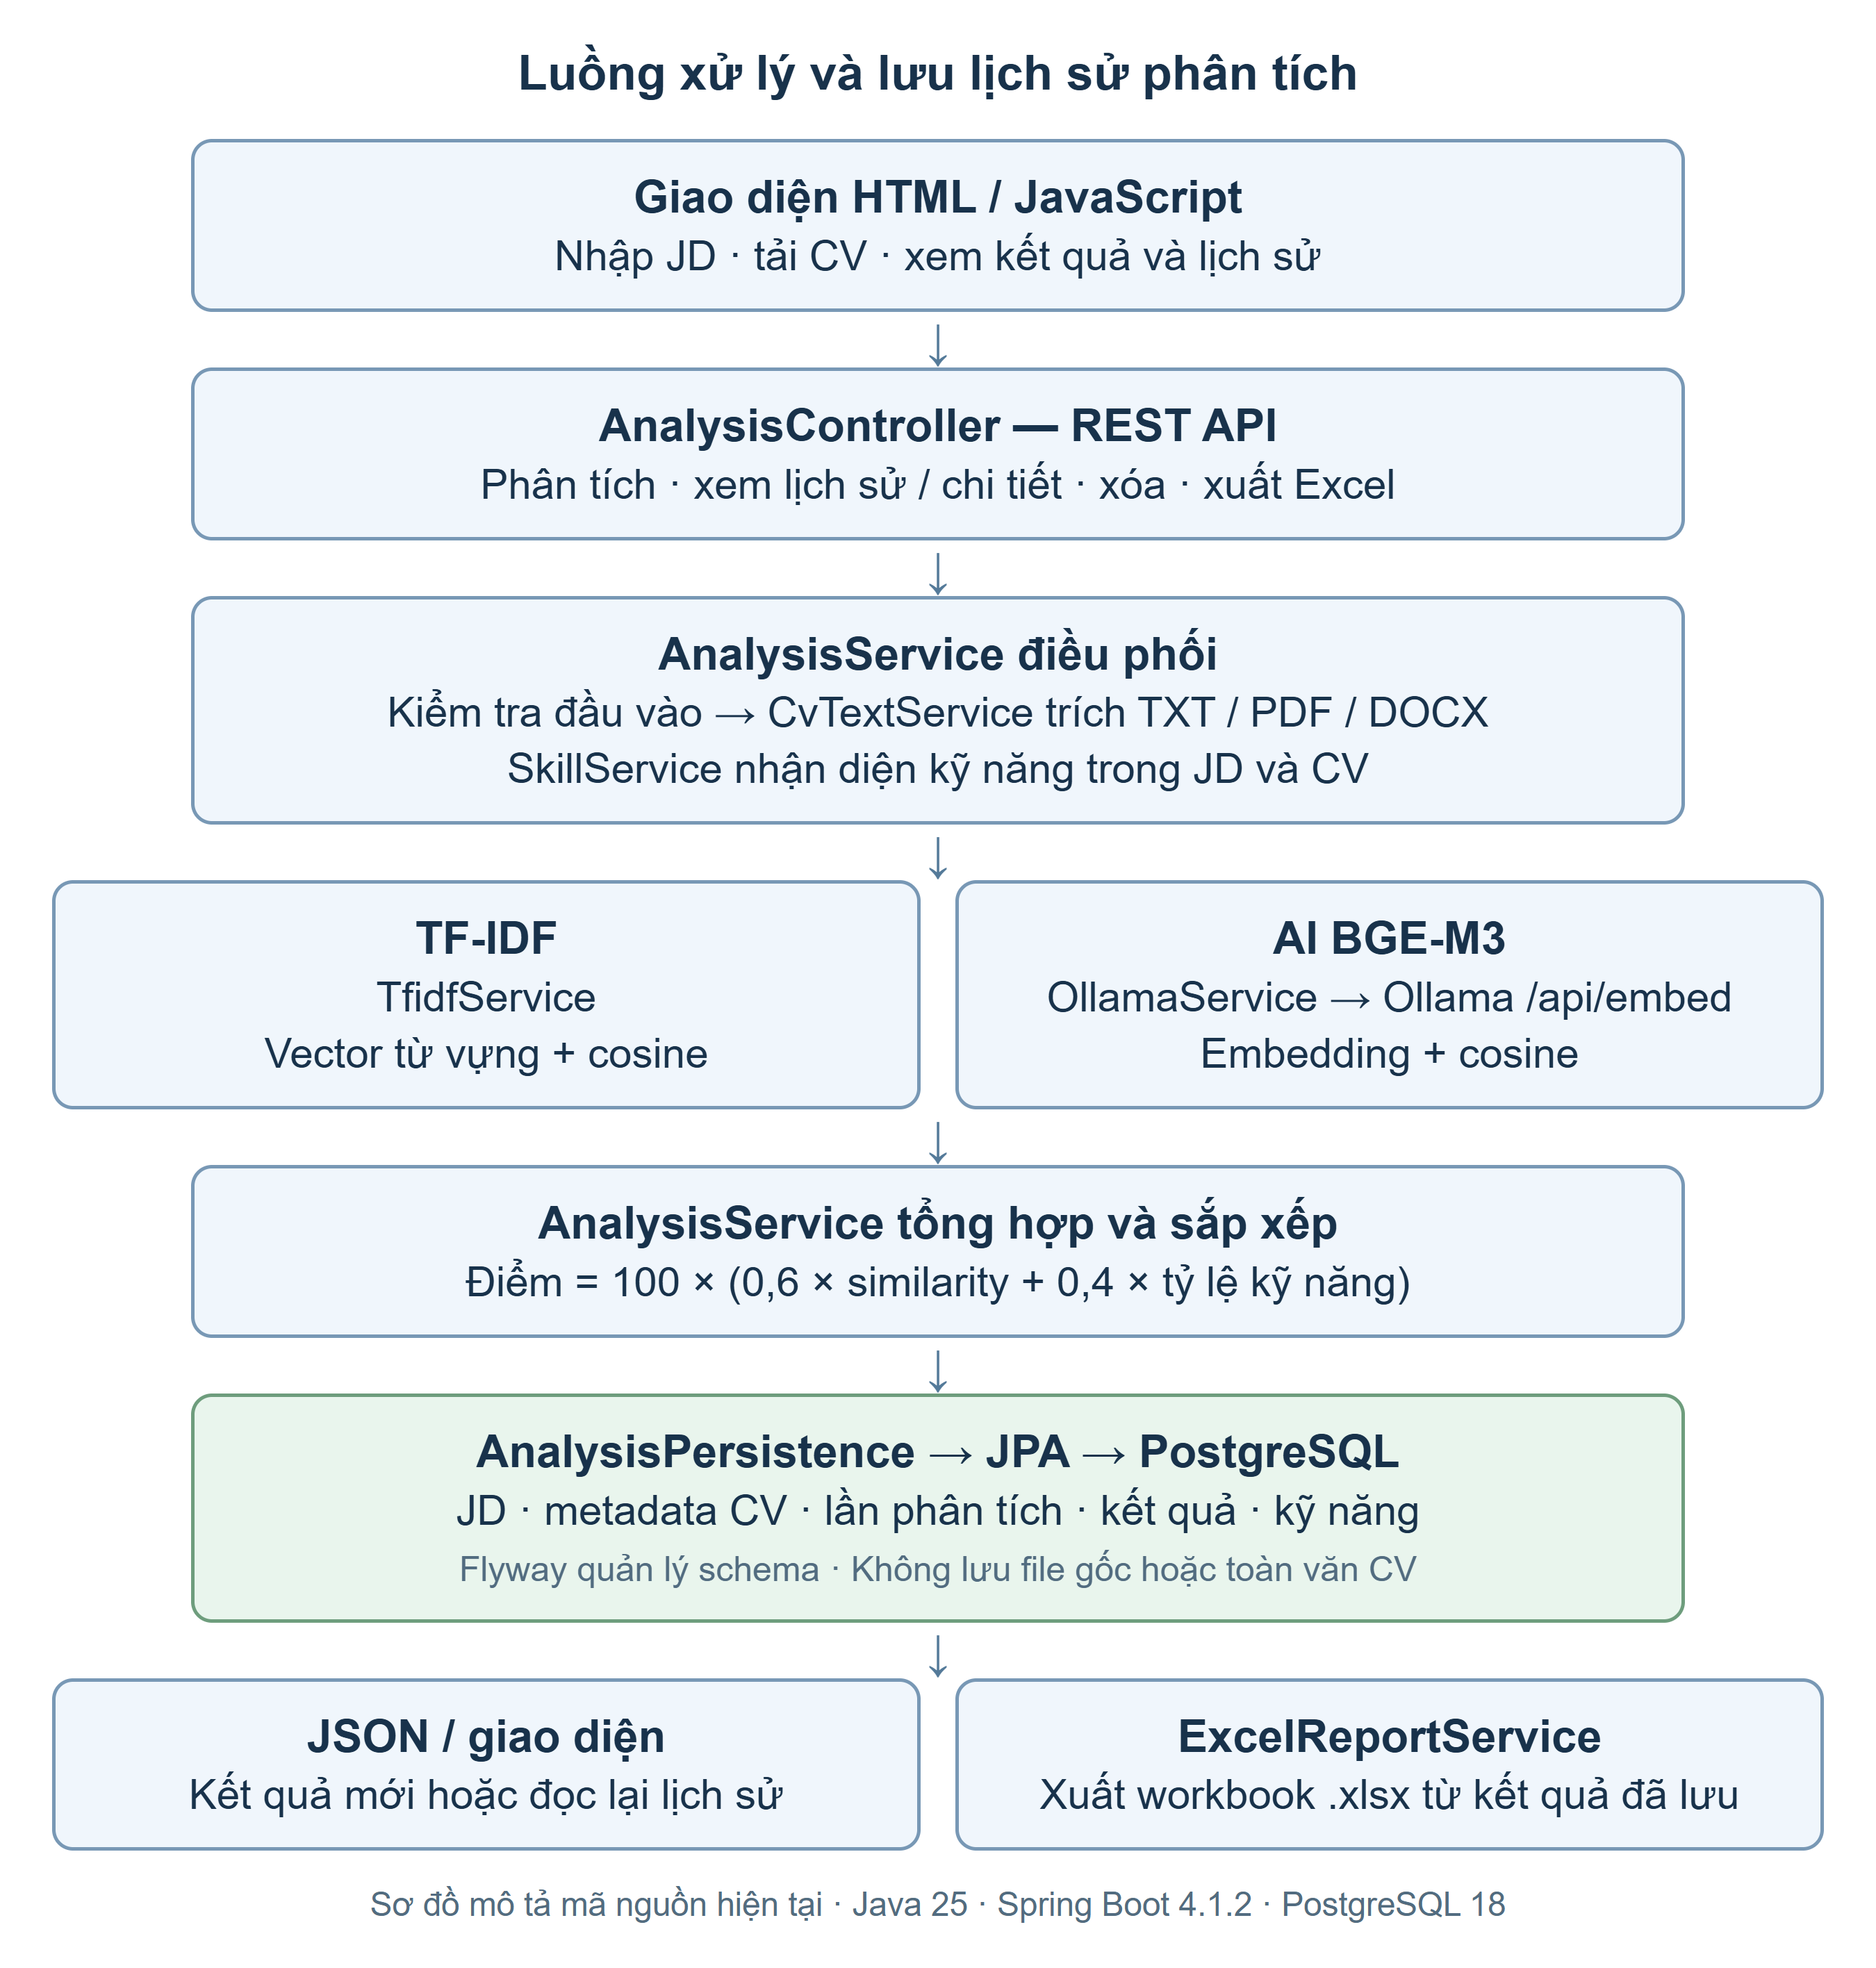 Luồng xử lý và lưu lịch sử phân tích
Giao diện HTML / JavaScript
Nhập JD · tải CV · xem kết quả và lịch sử
↓
AnalysisController — REST API
Phân tích · xem lịch sử / chi tiết · xóa · xuất Excel
↓
AnalysisService điều phối
Kiểm tra đầu vào → CvTextService trích TXT / PDF / DOCX
SkillService nhận diện kỹ năng trong JD và CV
↓
TF-IDF
TfidfService
Vector từ vựng + cosine
AI BGE-M3
OllamaService → Ollama /api/embed
Embedding + cosine
↓
AnalysisService tổng hợp và sắp xếp
Điểm = 100 × (0,6 × similarity + 0,4 × tỷ lệ kỹ năng)
↓
AnalysisPersistence → JPA → PostgreSQL
JD · metadata CV · lần phân tích · kết quả · kỹ năng
Flyway quản lý schema · Không lưu file gốc hoặc toàn văn CV
↓
JSON / giao diện
Kết quả mới hoặc đọc lại lịch sử
ExcelReportService
Xuất workbook .xlsx từ kết quả đã lưu
Sơ đồ mô tả mã nguồn hiện tại · Java 25 · Spring Boot 4.1.2 · PostgreSQL 18